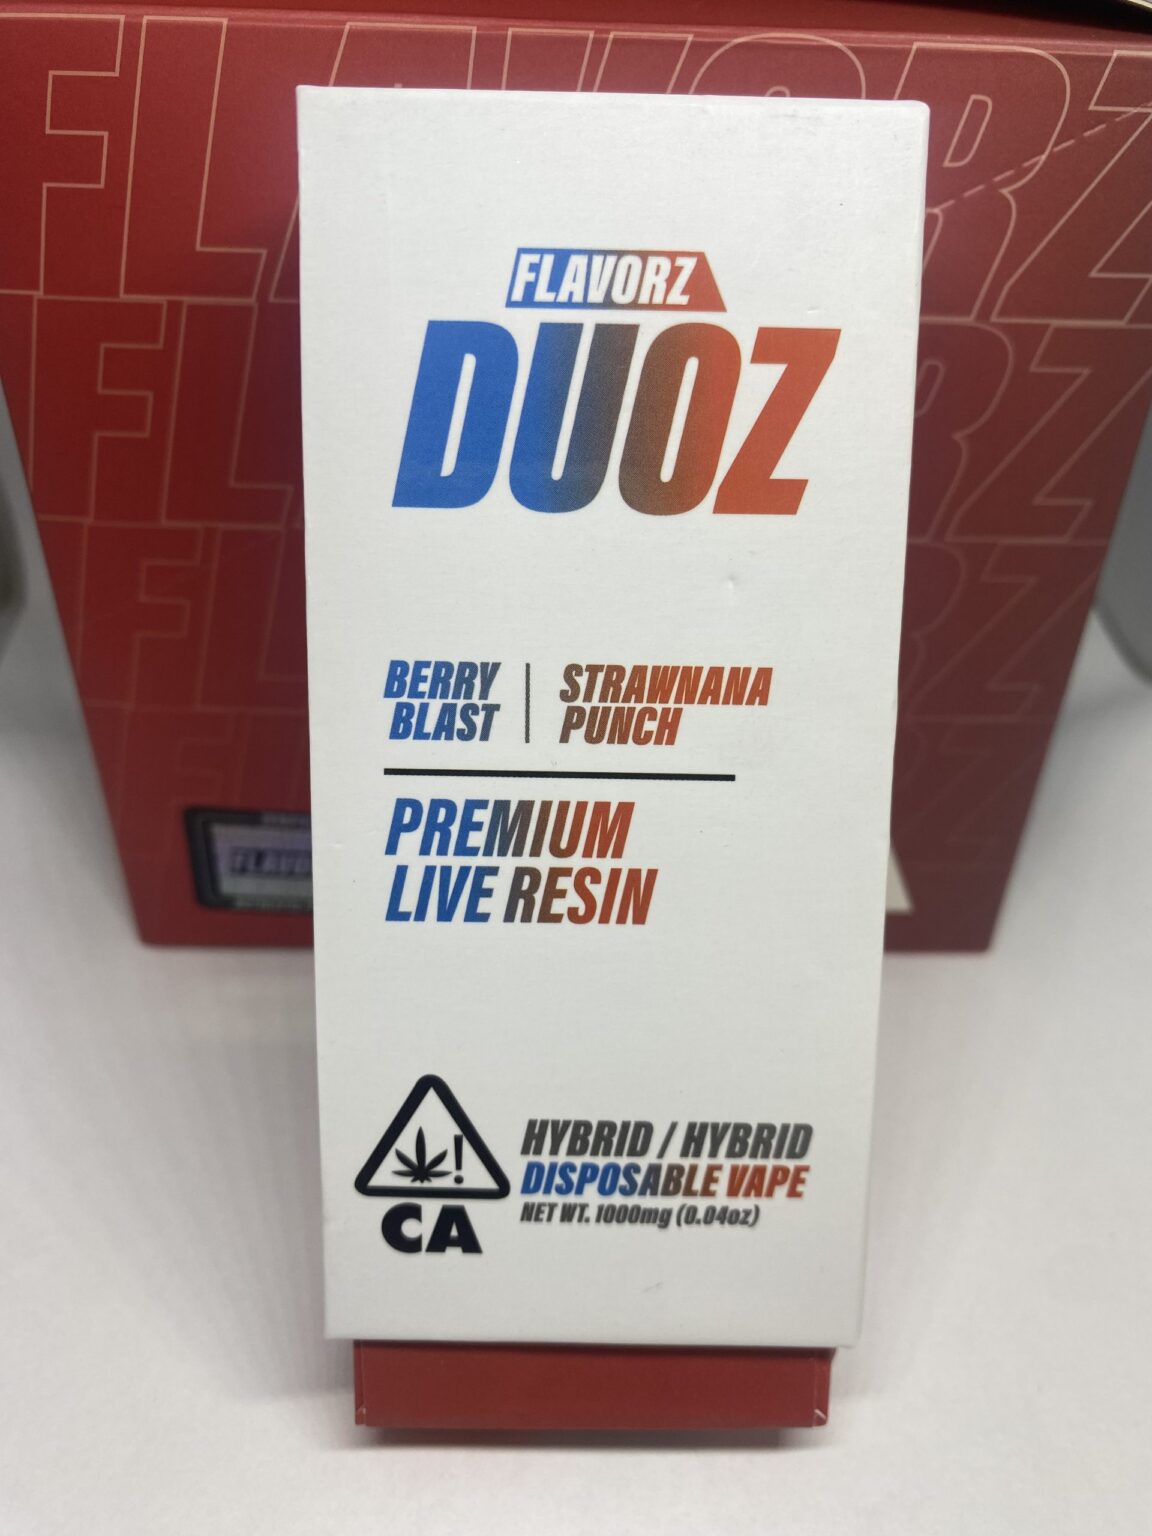 FLAVORZ
FLAVORZ
DUOZ
BERRY BLAST | STRAWNANA PUNCH
PREMIUM
LIVE RESIN
HYBRID / HYBRID
DISPOSABLE VAPE
NET WT. 1000mg (0.04oz)
CA